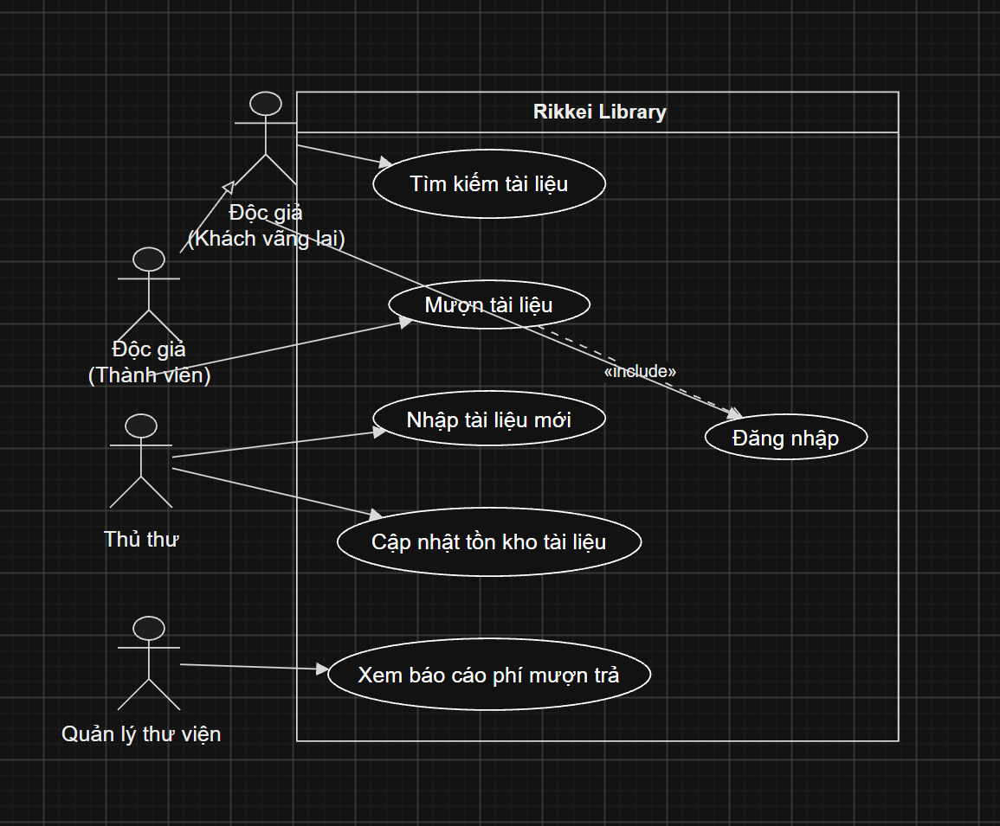 Rikkei Library
Tìm kiếm tài liệu
Độc giả
(Khách vãng lai)
Mượn tài liệu
Độc giả
(Thành viên)
«include»
Nhập tài liệu mới
Đăng nhập
Thủ thư
Cập nhật tồn kho tài liệu
Xem báo cáo phí mượn trả
Quản lý thư viện